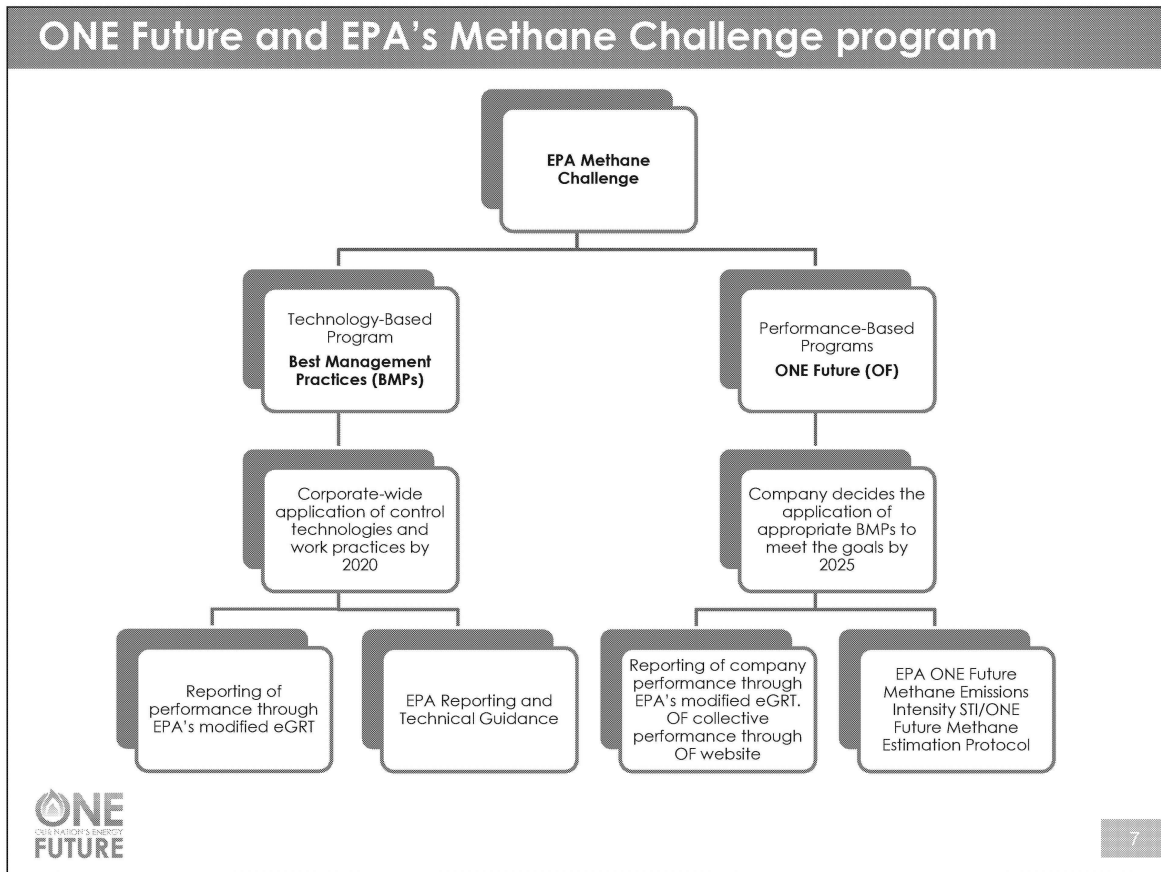 ONE Future and EPA's Methane Challenge program
EPA Methane
Challenge
Technology-Based
Program
Best Management
Practices (BMPs)
Performance-Based
Programs
ONE Future (OF)
Corporate-wide
application of control
technologies and
work practices by
2020
Company decides the
application of
appropriate BMPs to
meet the goals by
2025
Reporting of
performance through
EPA's modified eGRT
EPA Reporting and
Technical Guidance
Reporting of company
performance through
EPA's modified eGRT.
OF collective
performance through
OF website
EPA ONE Future
Methane Emissions
Intensity STI/ONE
Future Methane
Estimation Protocol
ONE
OUR NATION'S ENERGY
FUTURE
7